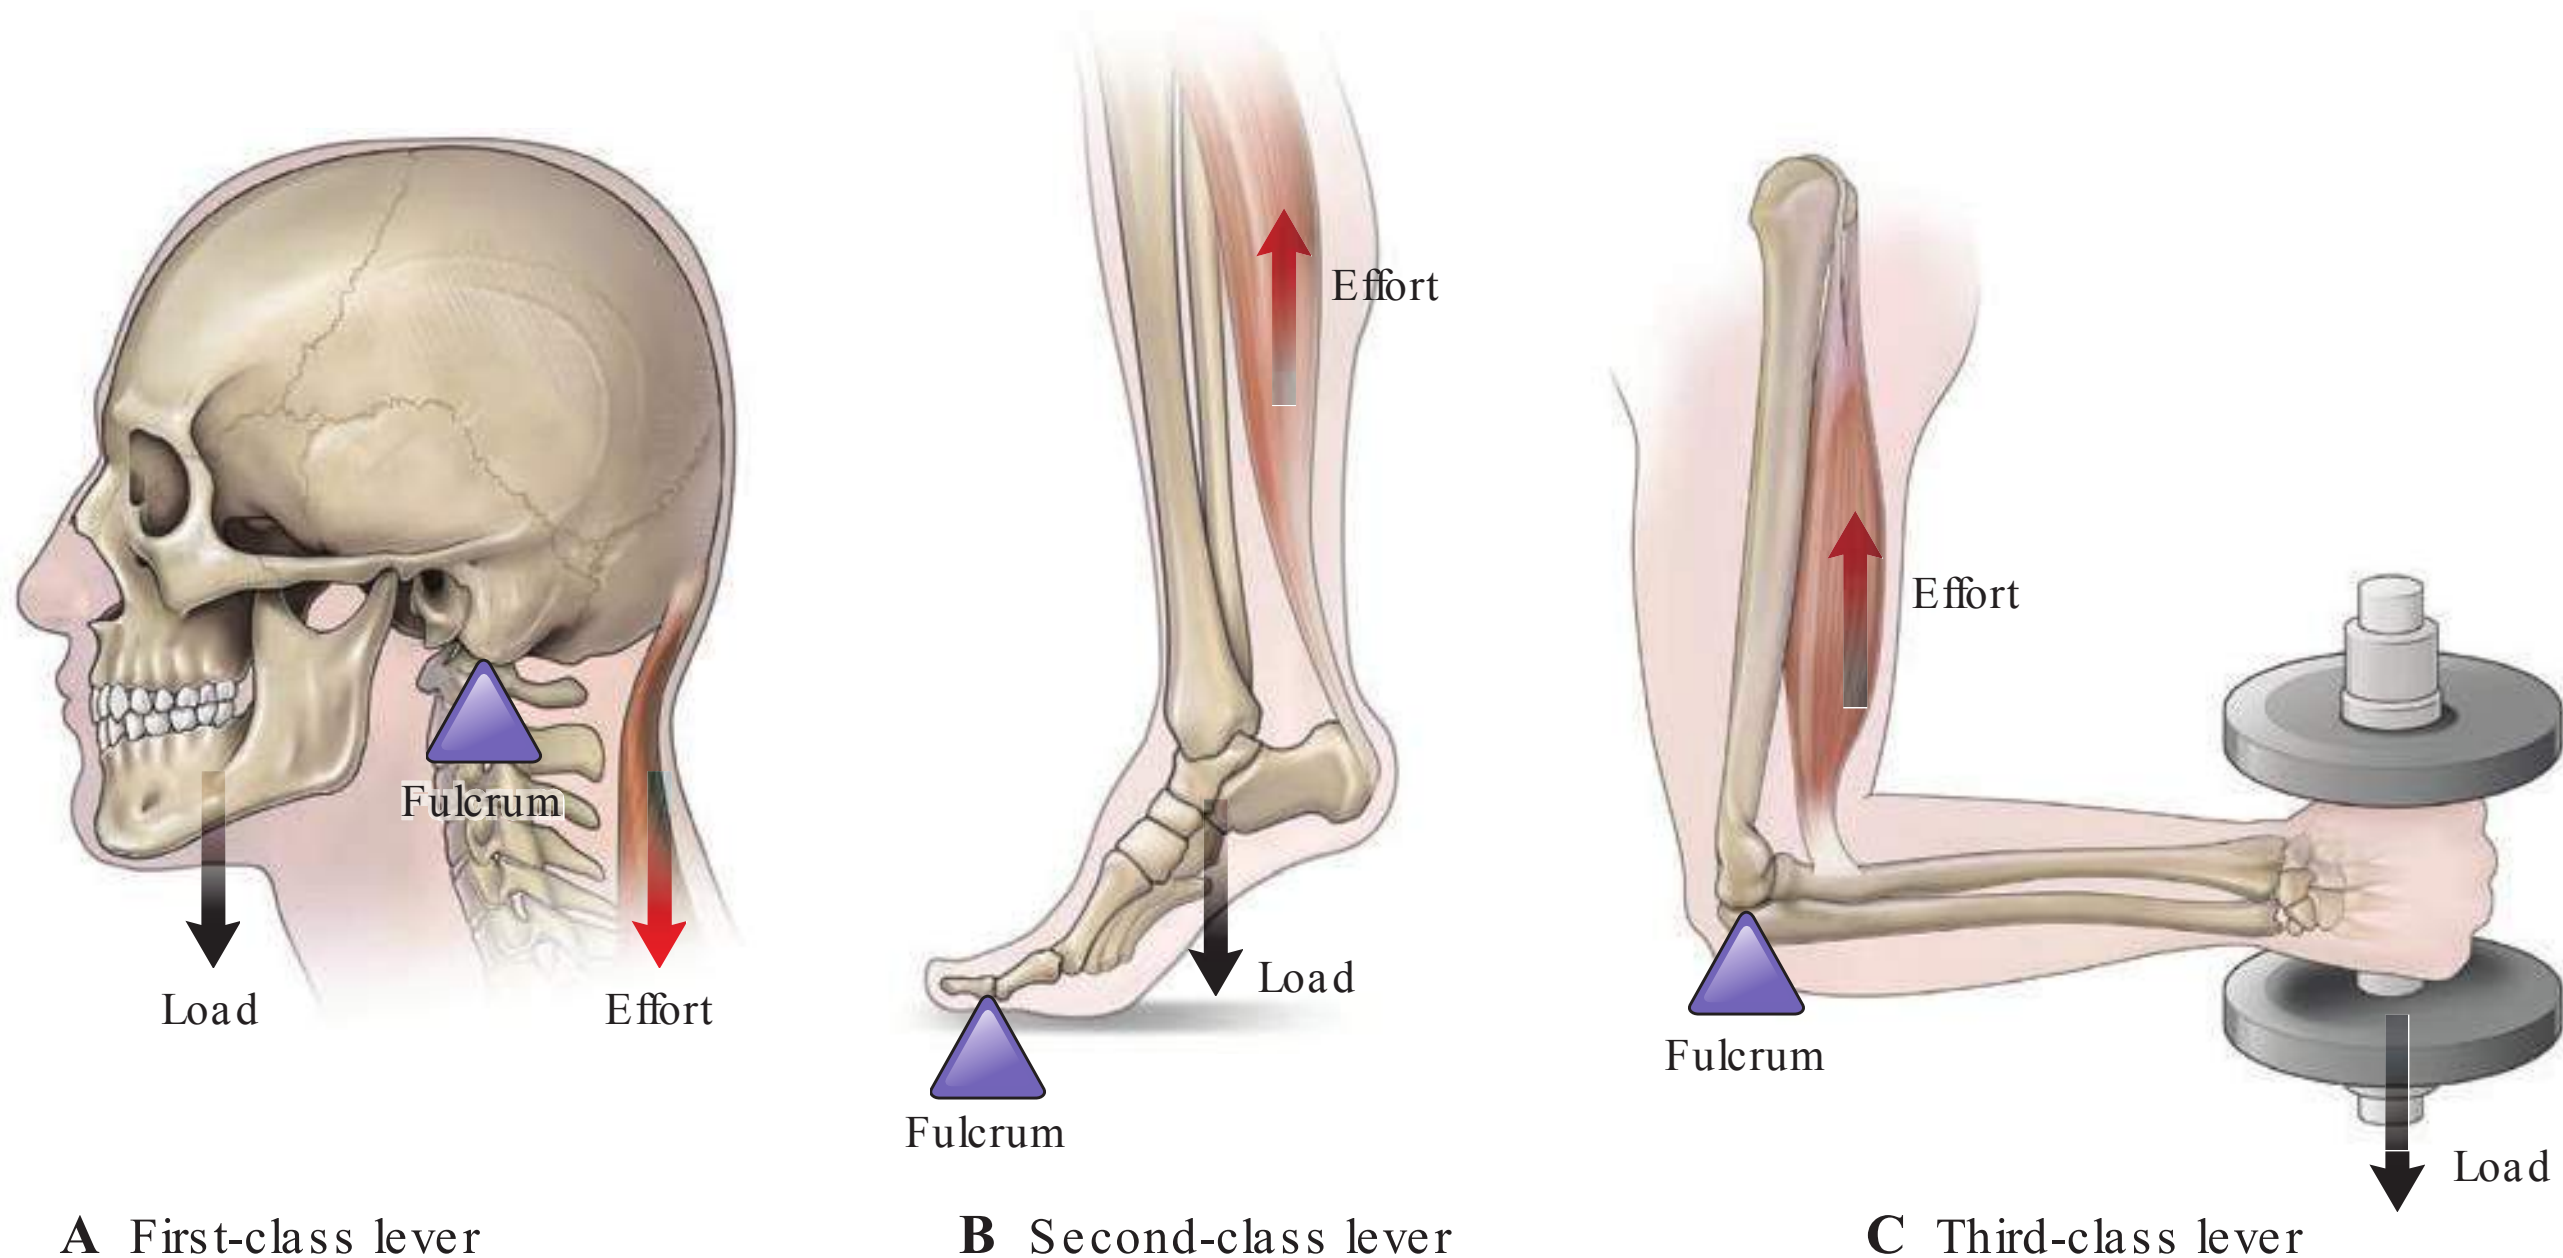 Effort
Effort
Fulcrum
Load
Load
Effort
Fulcrum
Fulcrum
Load
A First-class lever
B Second-class lever
C Third-class lever